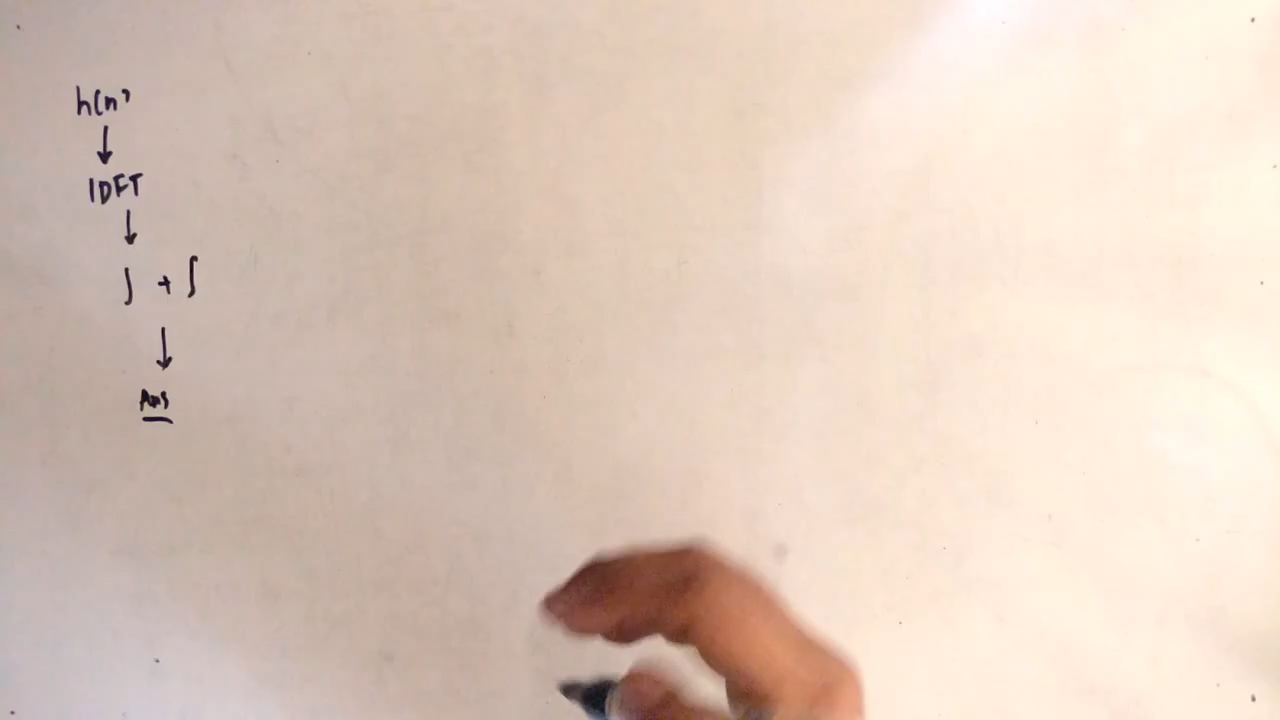 h(n)
↓
IDFT
↓
∫ + ∫
↓
Ans